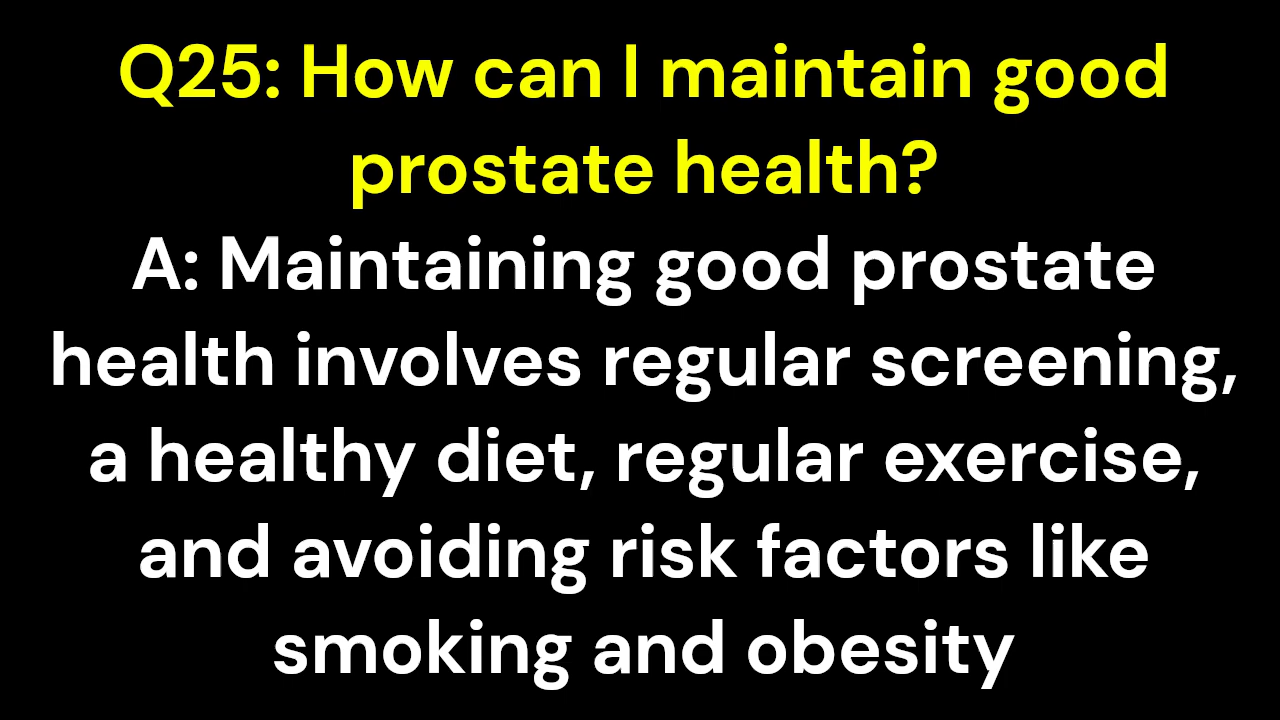 Q25: How can I maintain good
prostate health?
A: Maintaining good prostate
health involves regular screening,
a healthy diet, regular exercise,
and avoiding risk factors like
smoking and obesity